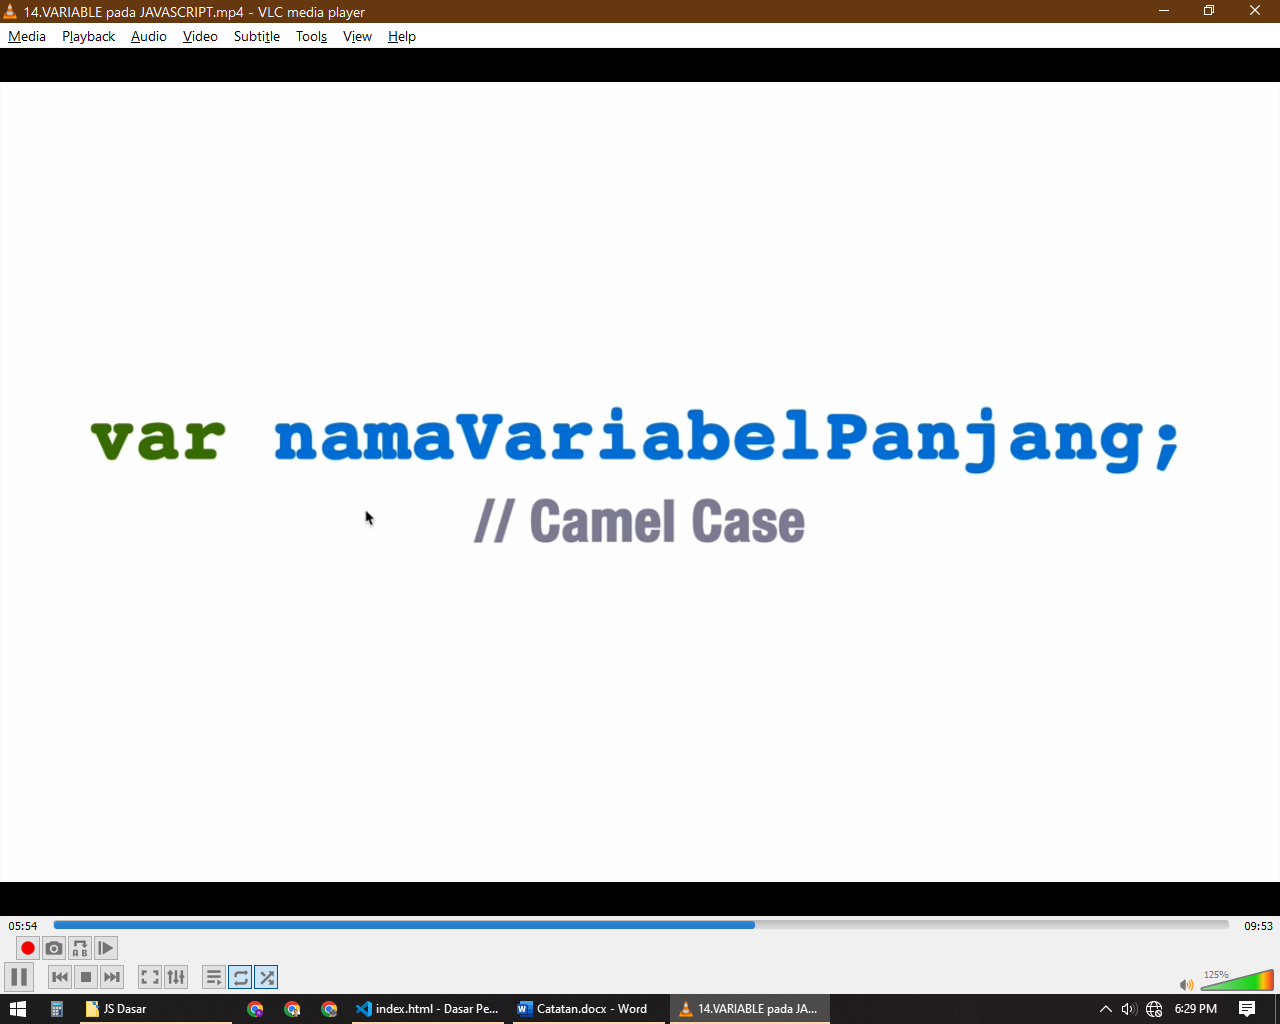 14.VARIABLE pada JAVASCRIPT.mp4 - VLC media player
Media Playback Audio Video Subtitle Tools View Help
var namaVariabelPanjang;
// Camel Case
05:54 09:53
A B
125%
JS Dasar index.html - Dasar Pe... Catatan.docx - Word 14.VARIABLE pada JA... 6:29 PM